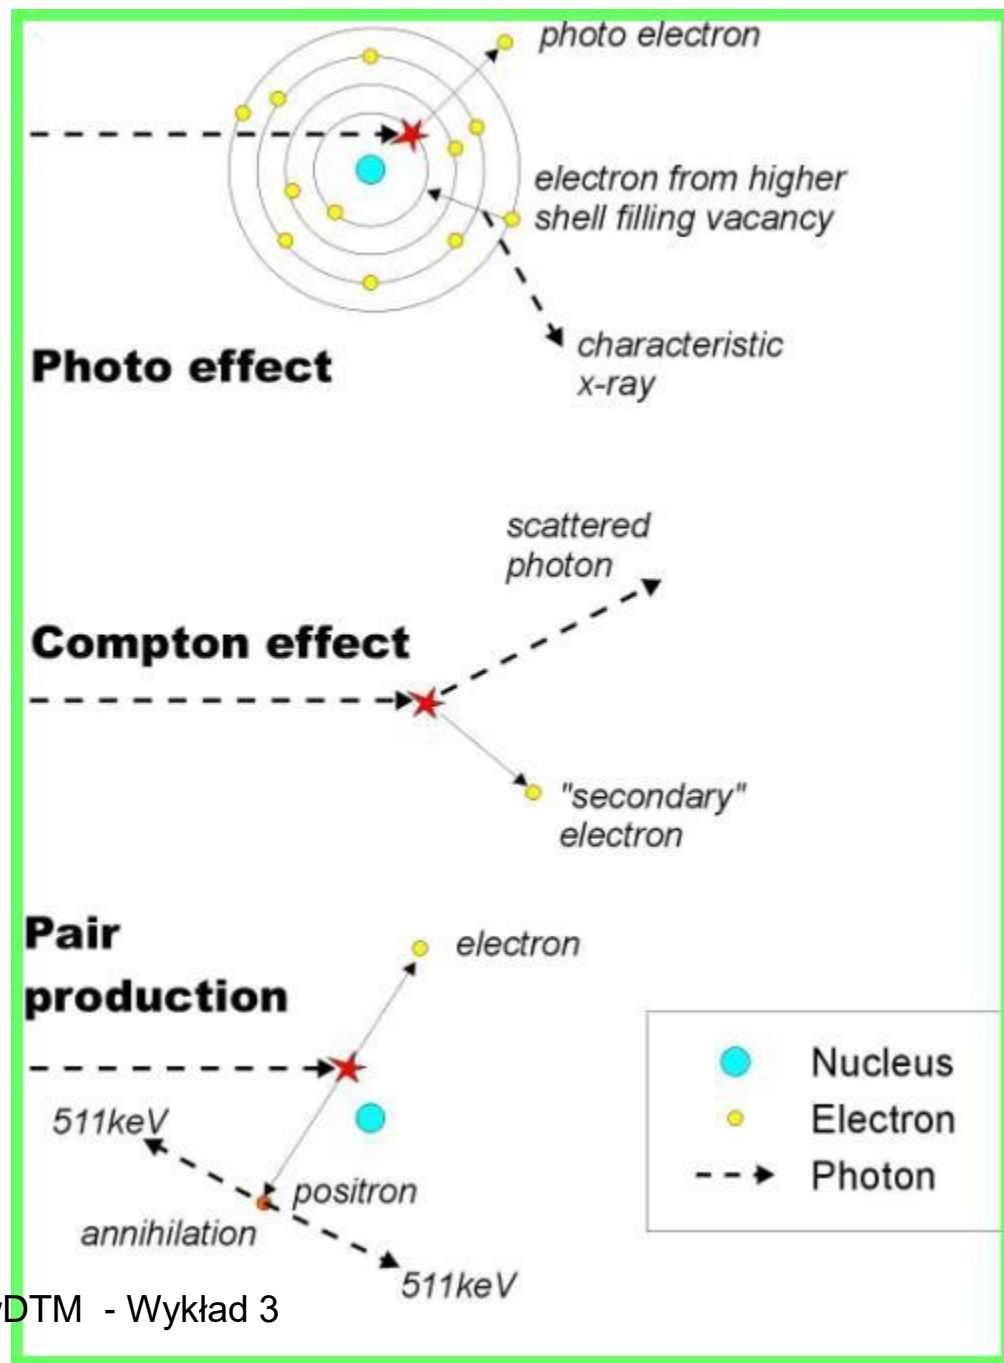 photo electron
electron from higher
shell filling vacancy
characteristic
x-ray
Photo effect
scattered
photon
Compton effect
"secondary"
electron
Pair
production
electron
511keV
positron
annihilation
511keV
Nucleus
Electron
Photon
DTM - Wykład 3